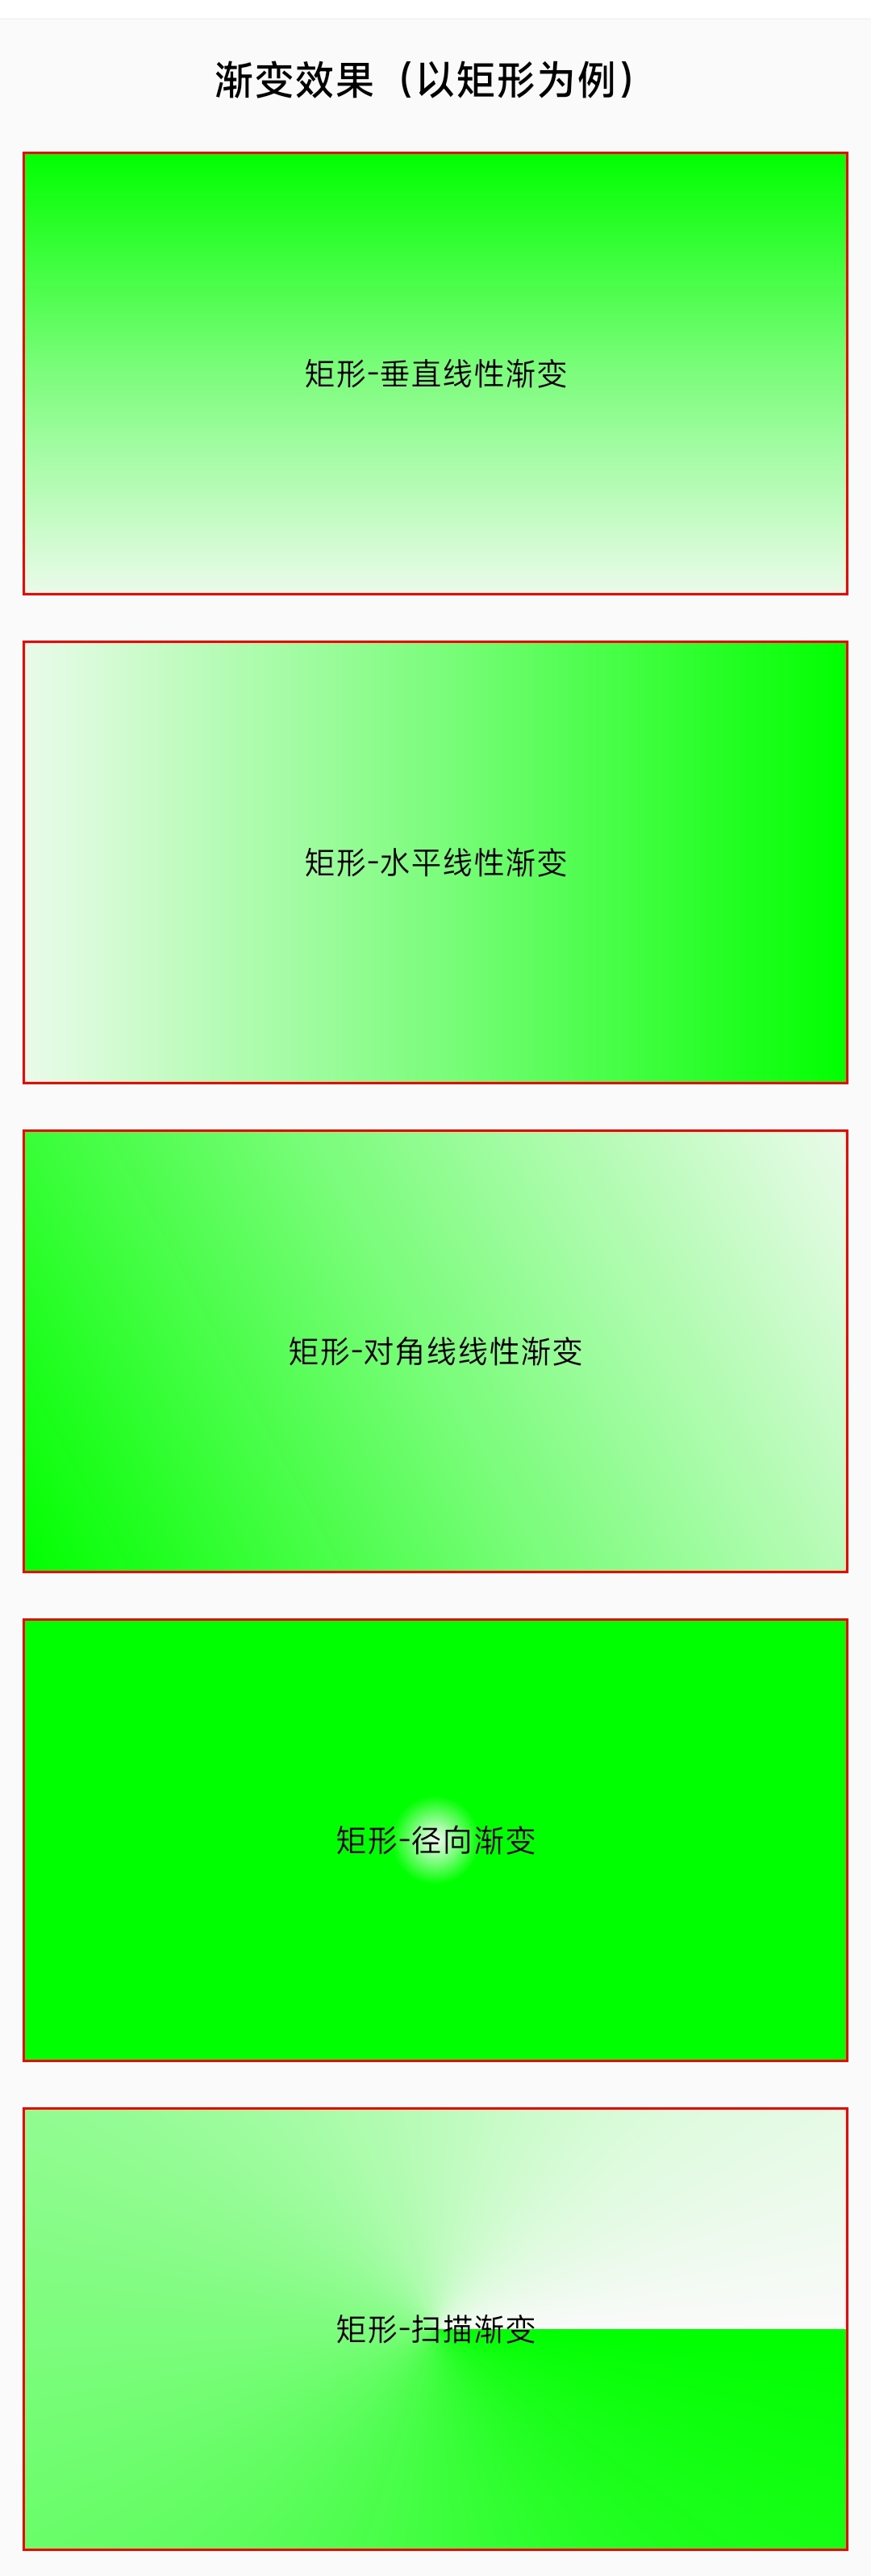 渐变效果（以矩形为例）
矩形-垂直线性渐变
矩形-水平线性渐变
矩形-对角线线性渐变
矩形-径向渐变
矩形-扫描渐变